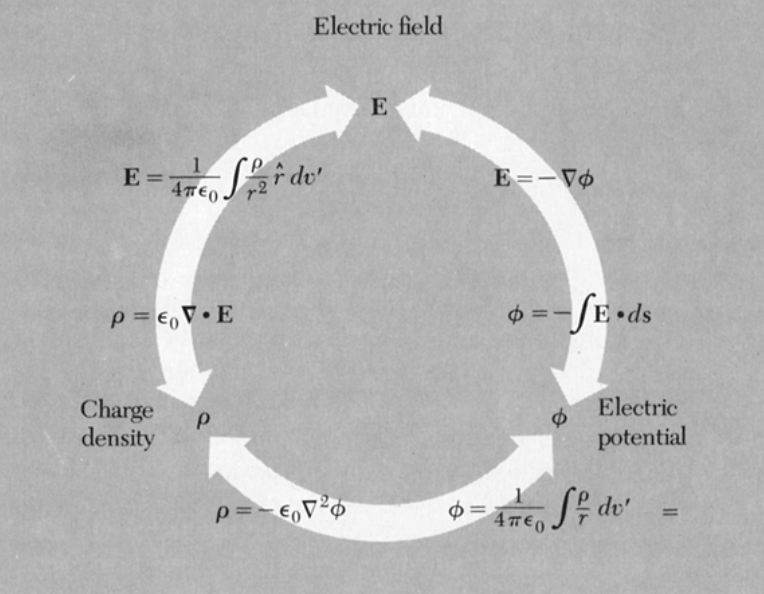 Electric field
E
E = 1/4πϵ₀ ∫ ρ/r² r̂ dv′
E = − ∇ϕ
ρ = ϵ₀ ∇ • E
ϕ = − ∫ E • ds
Charge
density
ρ
ϕ
Electric
potential
ρ = − ϵ₀ ∇²ϕ
ϕ = 1/4πϵ₀ ∫ ρ/r dv′ =